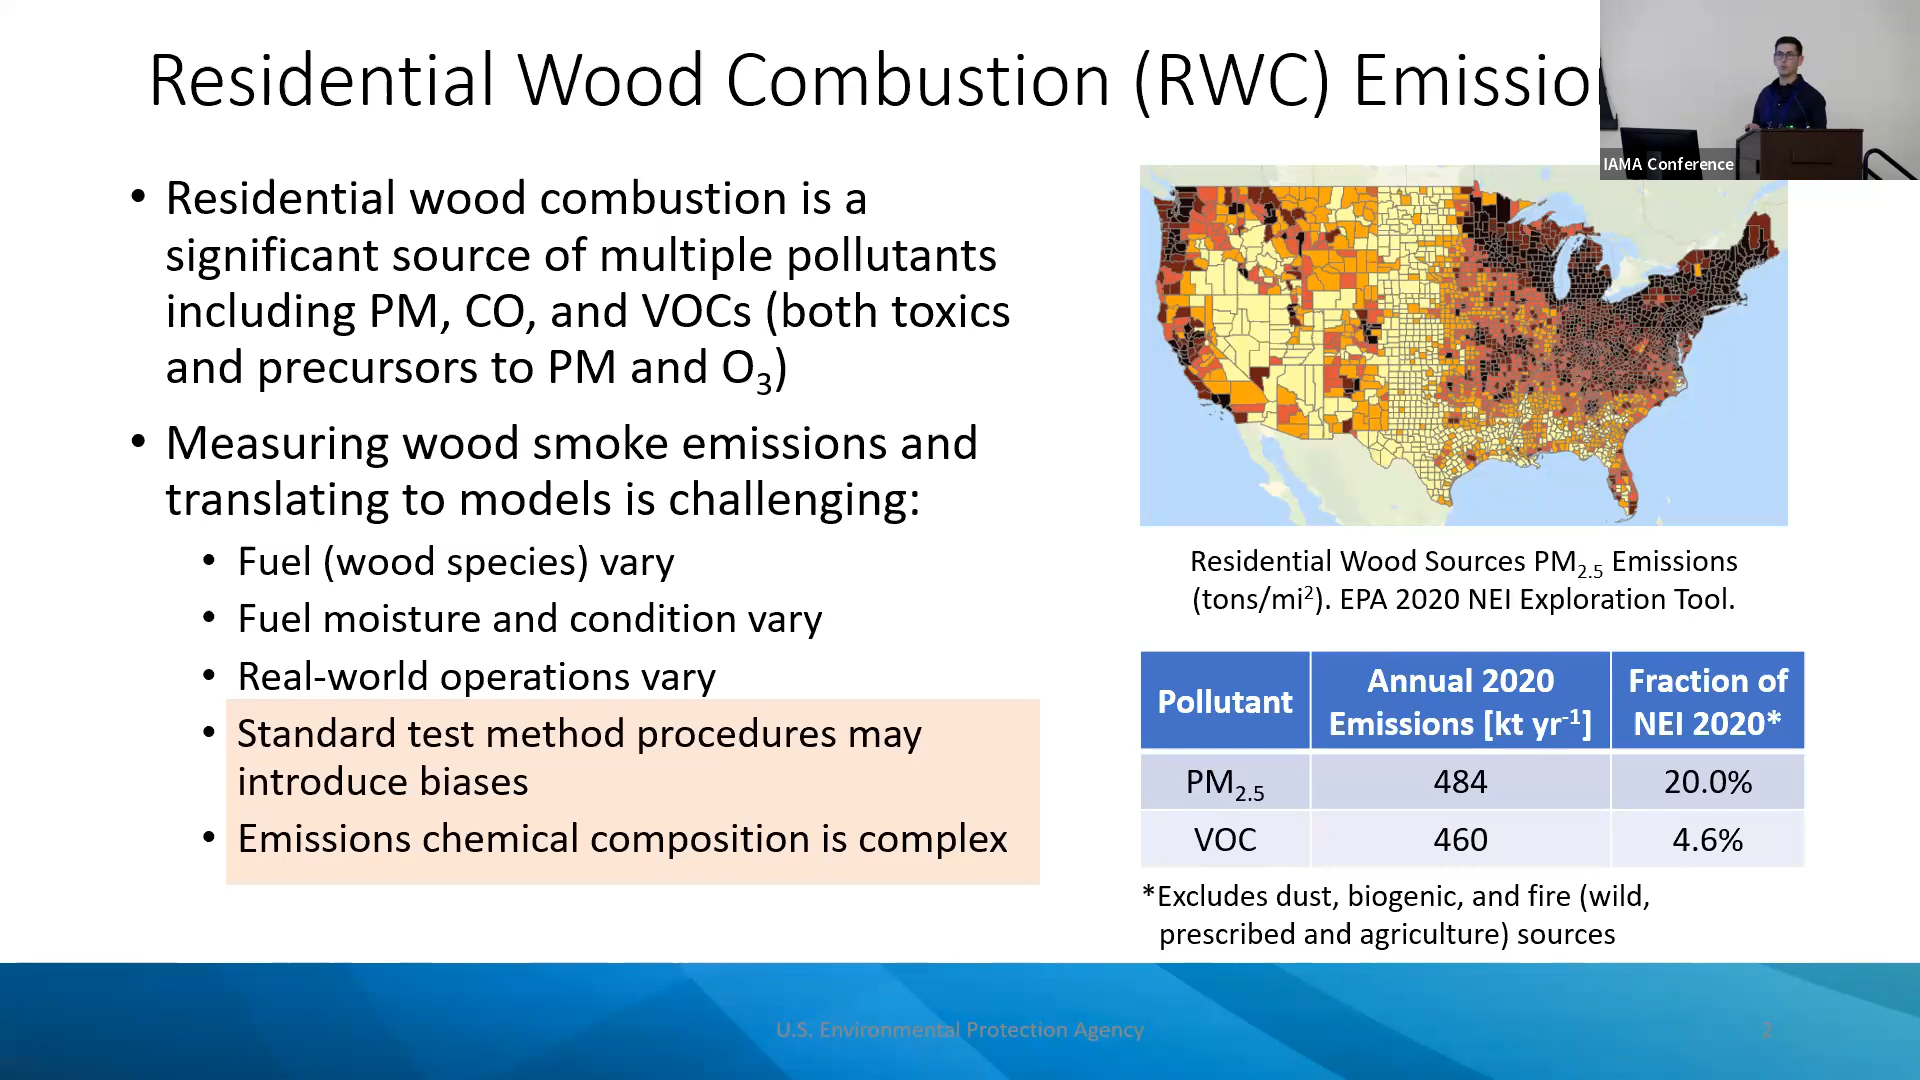 Residential Wood Combustion (RWC) Emissio
IAMA Conference
• Residential wood combustion is a
significant source of multiple pollutants
including PM, CO, and VOCs (both toxics
and precursors to PM and O₃)
• Measuring wood smoke emissions and
translating to models is challenging:
• Fuel (wood species) vary
• Fuel moisture and condition vary
• Real-world operations vary
• Standard test method procedures may
introduce biases
• Emissions chemical composition is complex
Residential Wood Sources PM₂.₅ Emissions
(tons/mi²). EPA 2020 NEI Exploration Tool.
Pollutant
Annual 2020
Emissions [kt yr⁻¹]
Fraction of
NEI 2020*
PM₂.₅ 484 20.0%
VOC 460 4.6%
*Excludes dust, biogenic, and fire (wild,
prescribed and agriculture) sources
U.S. Environmental Protection Agency
2